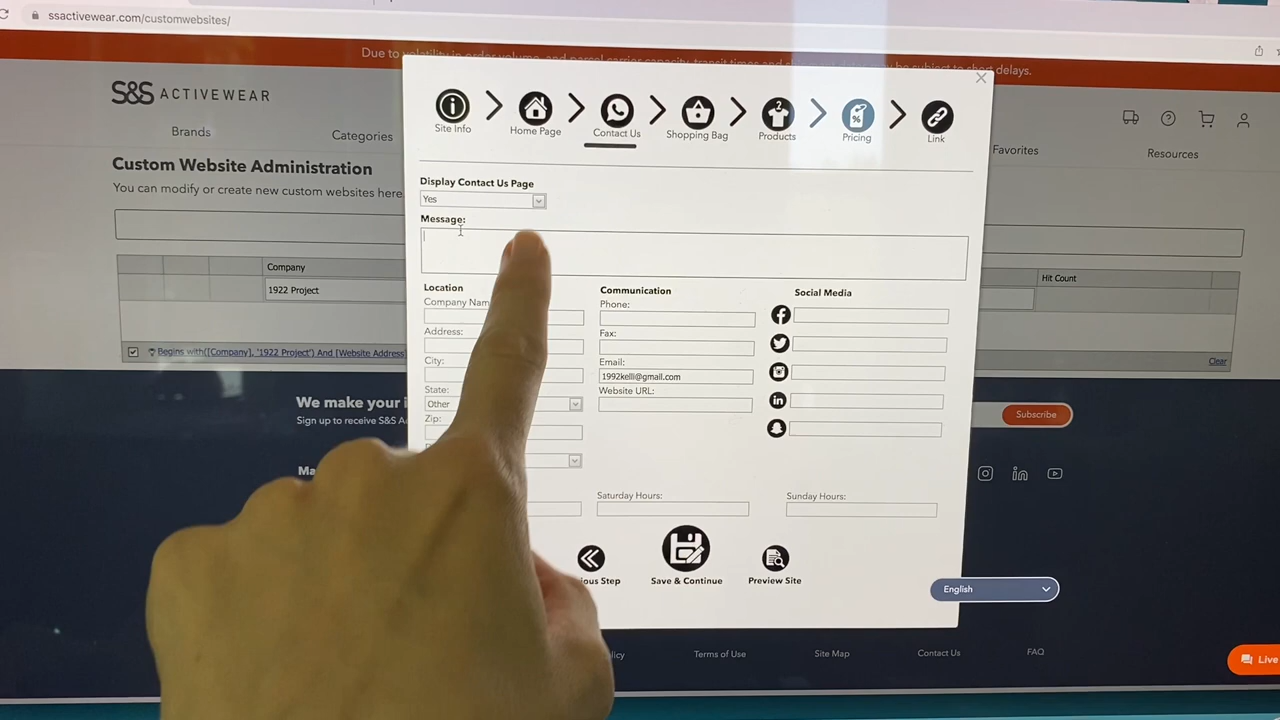 ssactivewear.com/customwebsites/
Due to volatility in order volume, and parcel carrier capacity, transit times and
short delays.
S&S ACTIVEWEAR
Brands
Categories
Favorites
Resources
Custom Website Administration
You can modify or create new custom websites here
Company
Hit Count
1922 Project
Begins with([Company], '1922 Project') And [Website Address
Clear
Site Info
Home Page
Contact Us
Shopping Bag
2
Products
%
Pricing
Link
Display Contact Us Page
Yes
Message:
Location
Communication
Social Media
Company Nam
Phone:
Address:
Fax:
City:
Email:
1992kelli@gmail.com
State:
Website URL:
Other
Zip:
Saturday Hours:
Sunday Hours:
ious Step
Save & Continue
Preview Site
We make your i
Sign up to receive S&S A
Subscribe
Ma
English
licy
Terms of Use
Site Map
Contact Us
FAQ
Live